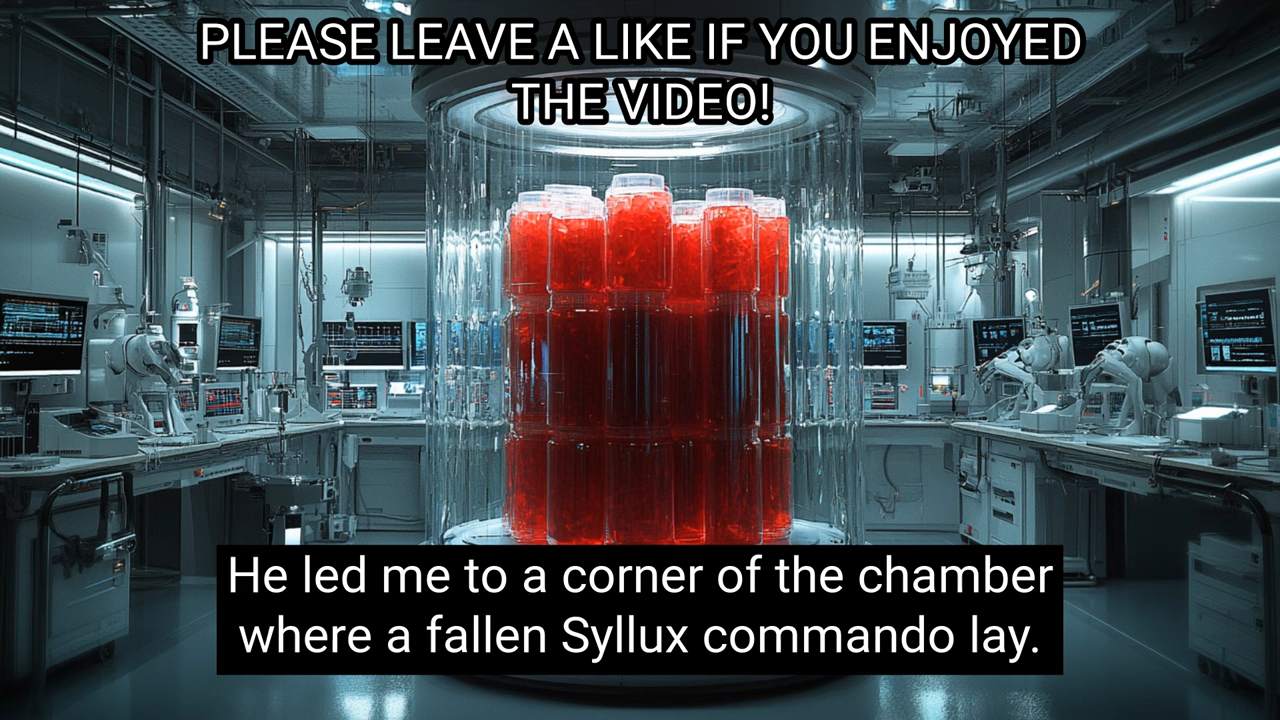 PLEASE LEAVE A LIKE IF YOU ENJOYED
THE VIDEO!
He led me to a corner of the chamber
where a fallen Syllux commando lay.